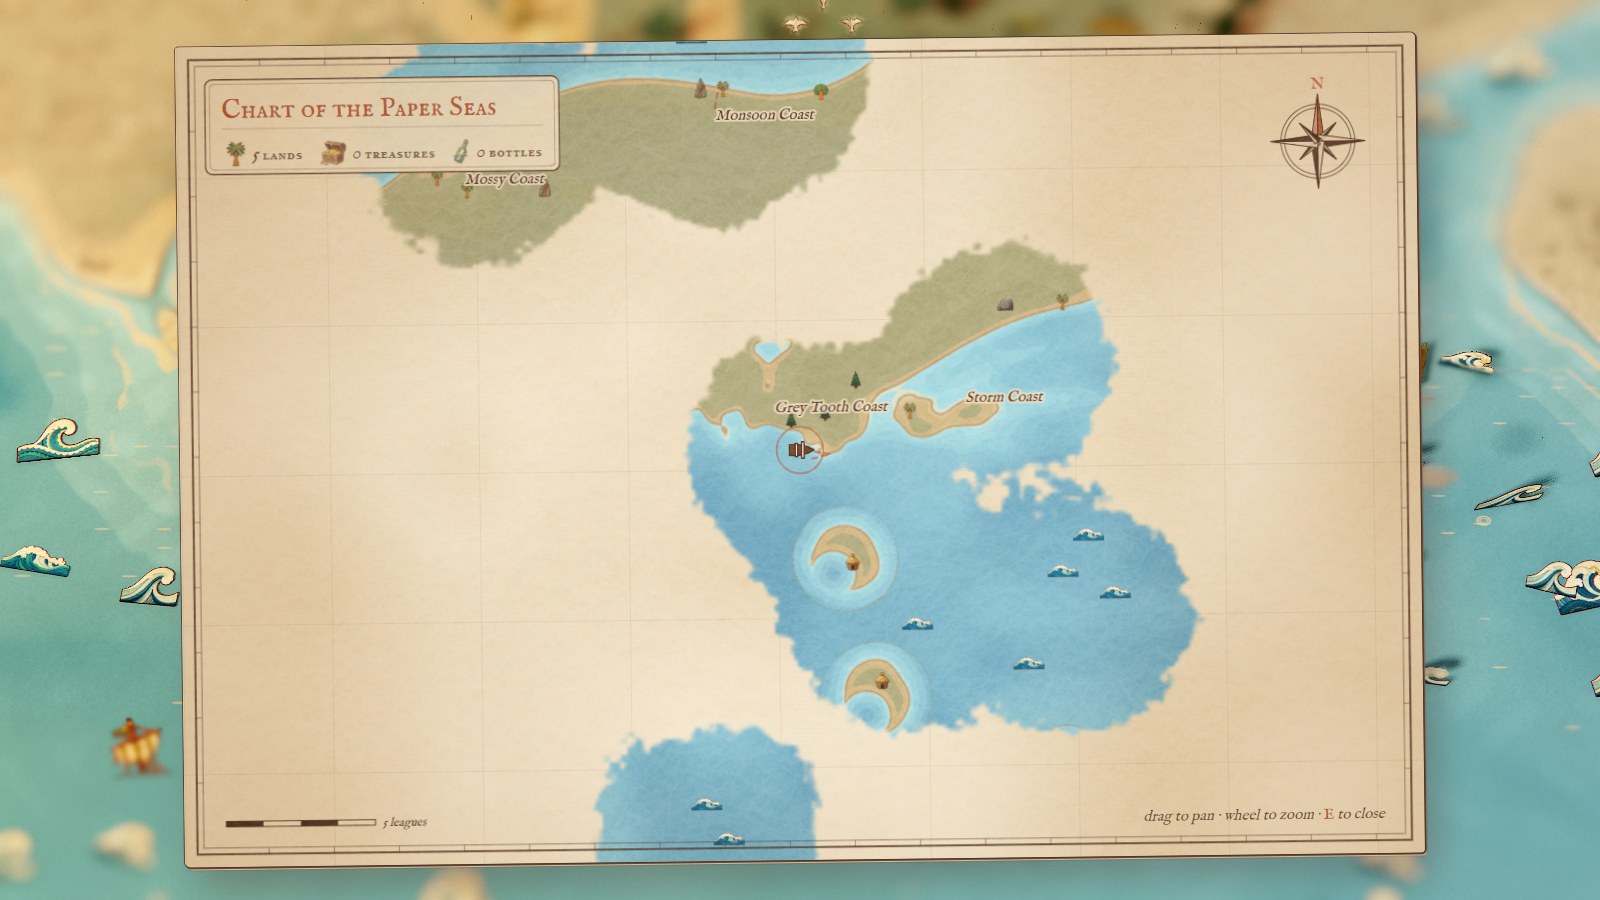 Chart of the Paper Seas
5 lands 0 treasures 0 bottles
N
Monsoon Coast
Mossy Coast
Storm Coast
Grey Tooth Coast
5 leagues
drag to pan · wheel to zoom · E to close